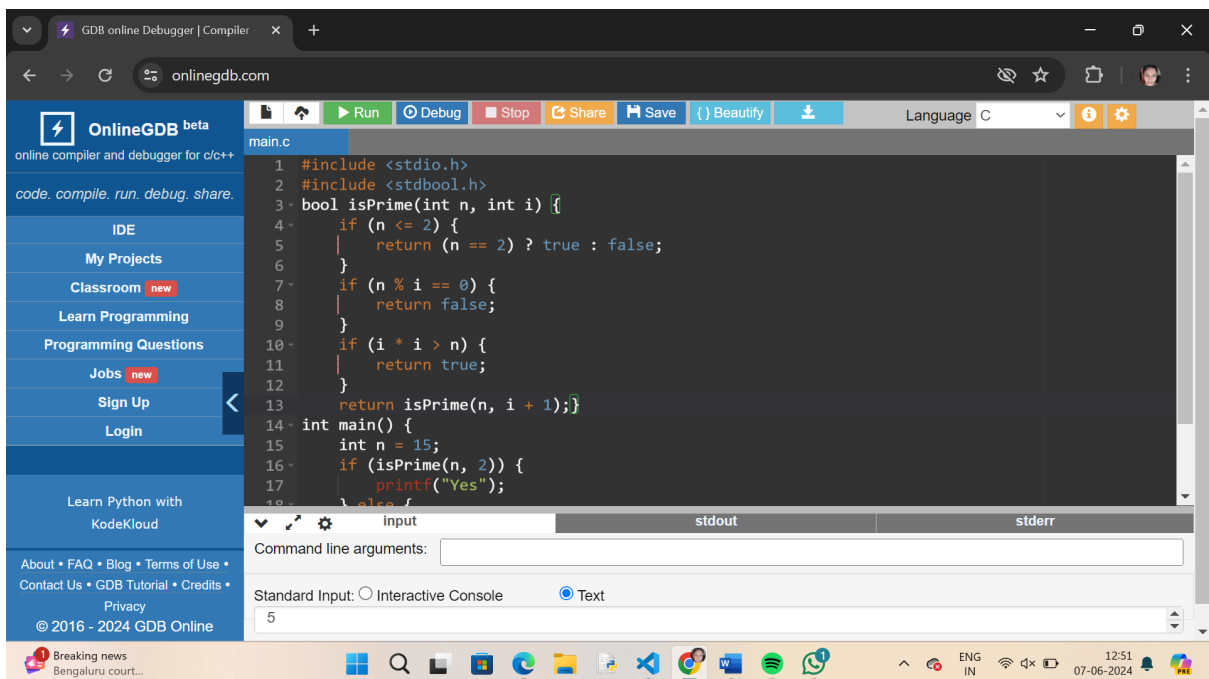 GDB online Debugger | Compiler -
onlinegdb.com
OnlineGDB beta
online compiler and debugger for c/c++
code. compile. run. debug. share.
IDE
My Projects
Classroom new
Learn Programming
Programming Questions
Jobs new
Sign Up
Login
Learn Python with
KodeKloud
About • FAQ • Blog • Terms of Use •
Contact Us • GDB Tutorial • Credits •
Privacy
© 2016 - 2024 GDB Online
Run Debug Stop Share Save { } Beautify Language C
main.c
1 #include <stdio.h>
2 #include <stdbool.h>
3 bool isPrime(int n, int i) {
4 if (n <= 2) {
5 return (n == 2) ? true : false;
6 }
7 if (n % i == 0) {
8 return false;
9 }
10 if (i * i > n) {
11 return true;
12 }
13 return isPrime(n, i + 1);}
14 int main() {
15 int n = 15;
16 if (isPrime(n, 2)) {
17 printf("Yes");
18 } else {
input stdout stderr
Command line arguments:
Standard Input: Interactive Console Text
5
1 Breaking news
Bengaluru court...
1
PRE
ENG
IN
12:51
07-06-2024